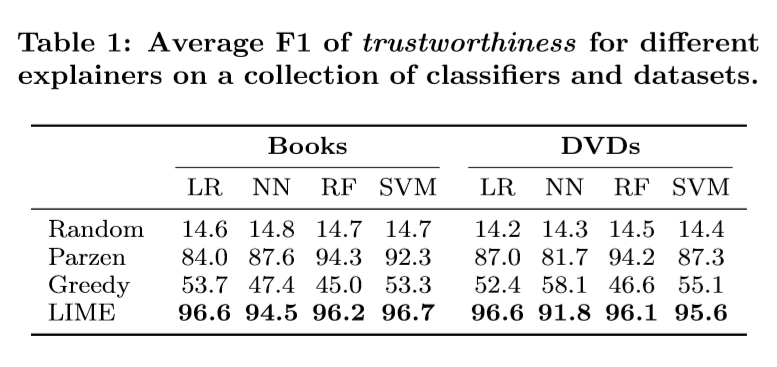 Table 1: Average F1 of trustworthiness for different
explainers on a collection of classifiers and datasets.
Books DVDs
LR NN RF SVM LR NN RF SVM
Random 14.6 14.8 14.7 14.7 14.2 14.3 14.5 14.4
Parzen 84.0 87.6 94.3 92.3 87.0 81.7 94.2 87.3
Greedy 53.7 47.4 45.0 53.3 52.4 58.1 46.6 55.1
LIME 96.6 94.5 96.2 96.7 96.6 91.8 96.1 95.6